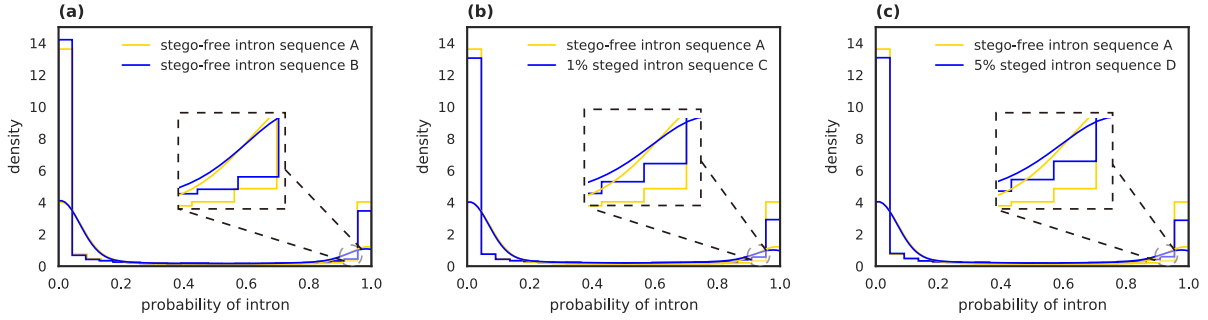 (a)
14
12
10
8
6
4
2
0
density
stego-free intron sequence A
stego-free intron sequence B
0.0 0.2 0.4 0.6 0.8 1.0
probability of intron
(b)
14
12
10
8
6
4
2
0
density
stego-free intron sequence A
1% steged intron sequence C
0.0 0.2 0.4 0.6 0.8 1.0
probability of intron
(c)
14
12
10
8
6
4
2
0
density
stego-free intron sequence A
5% steged intron sequence D
0.0 0.2 0.4 0.6 0.8 1.0
probability of intron